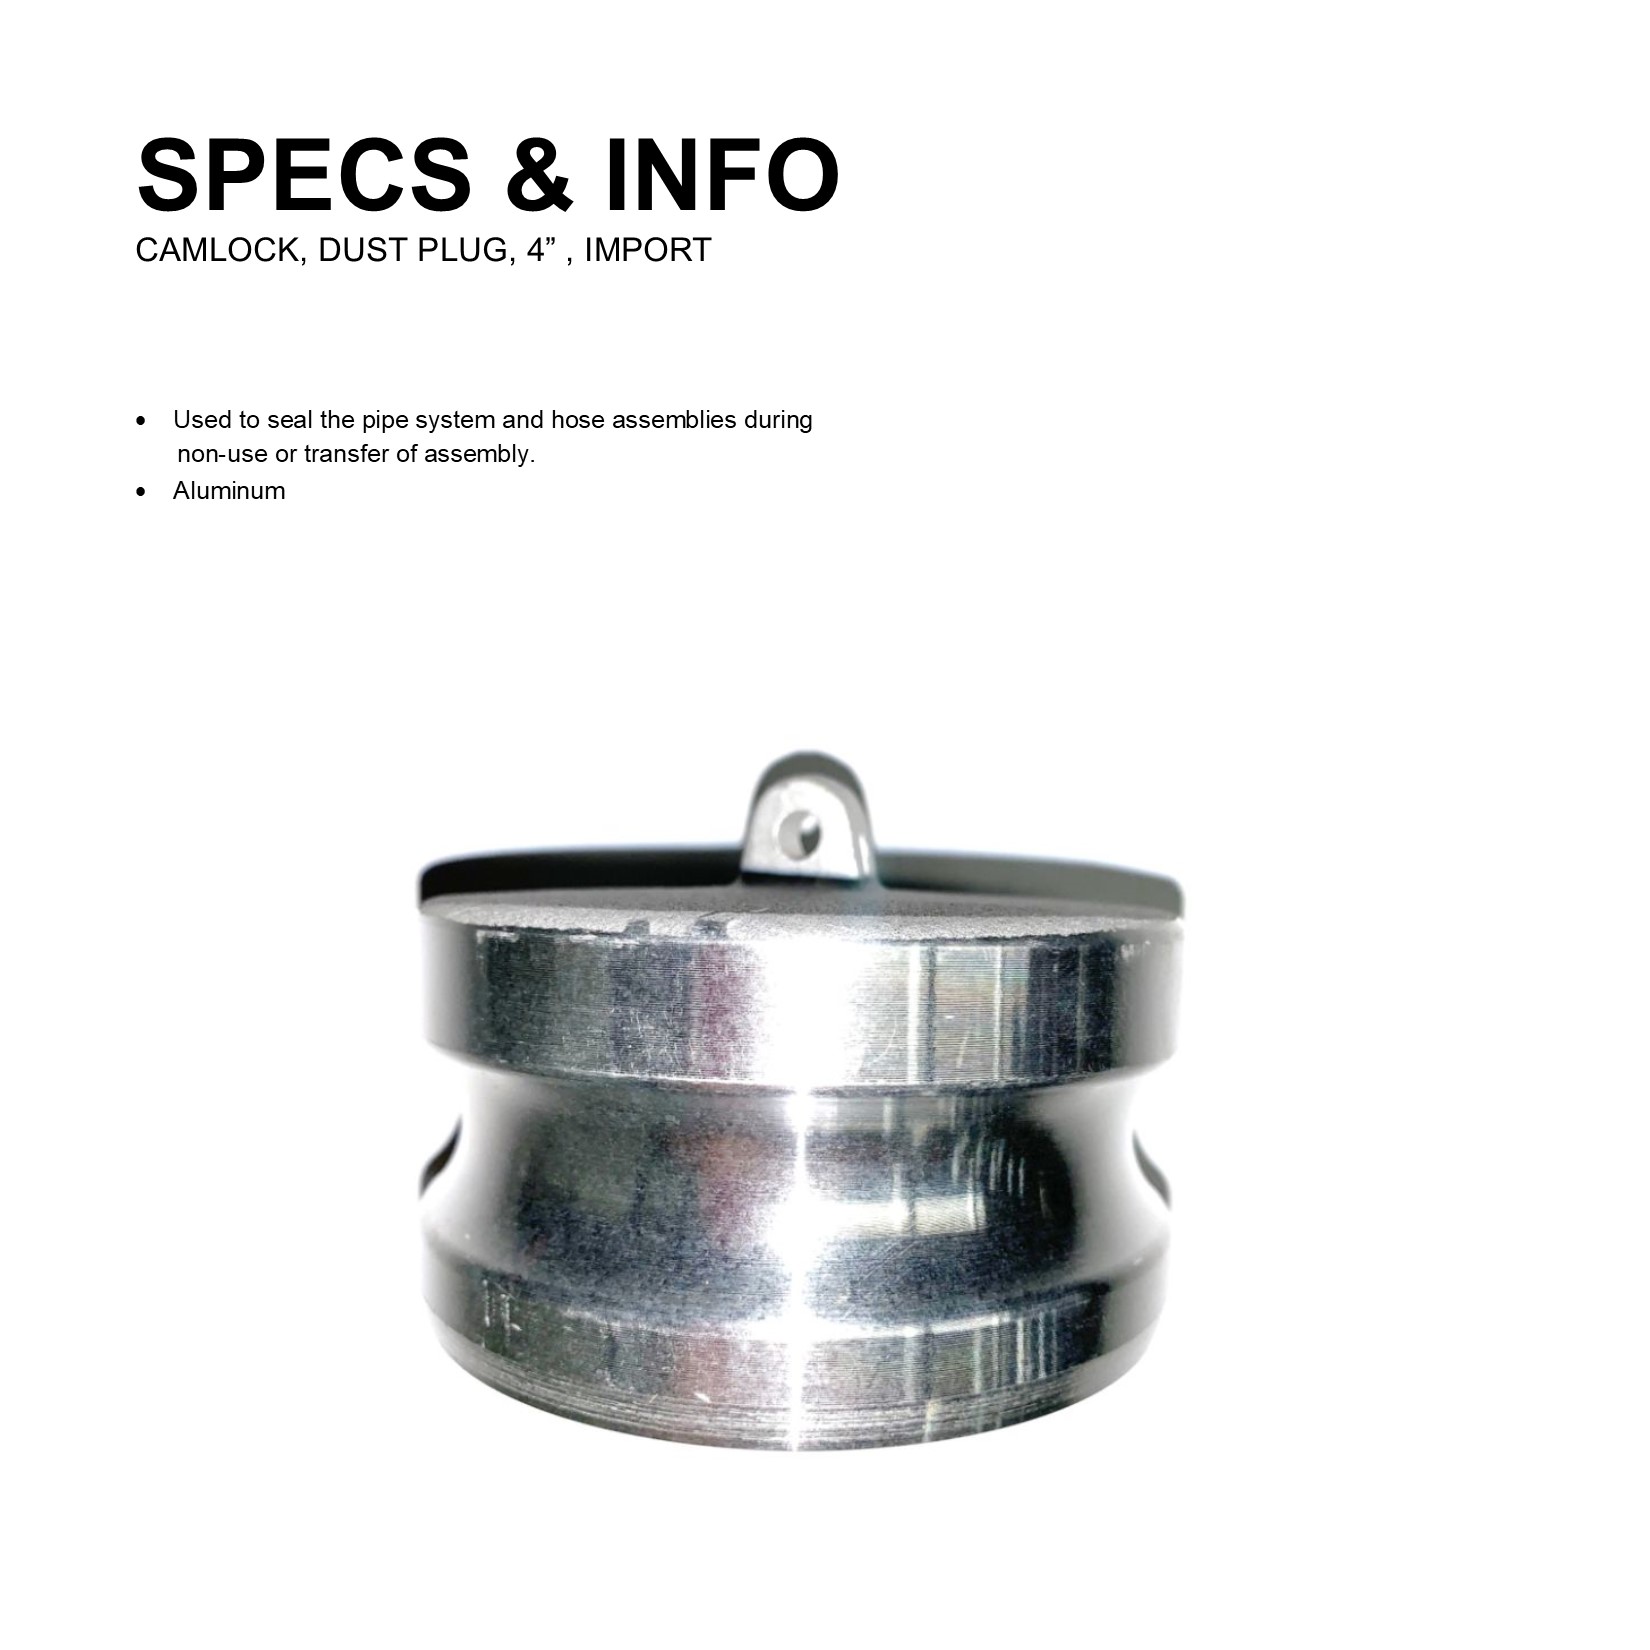 SPECS & INFO
CAMLOCK, DUST PLUG, 4” , IMPORT
• Used to seal the pipe system and hose assemblies during
non-use or transfer of assembly.
• Aluminum